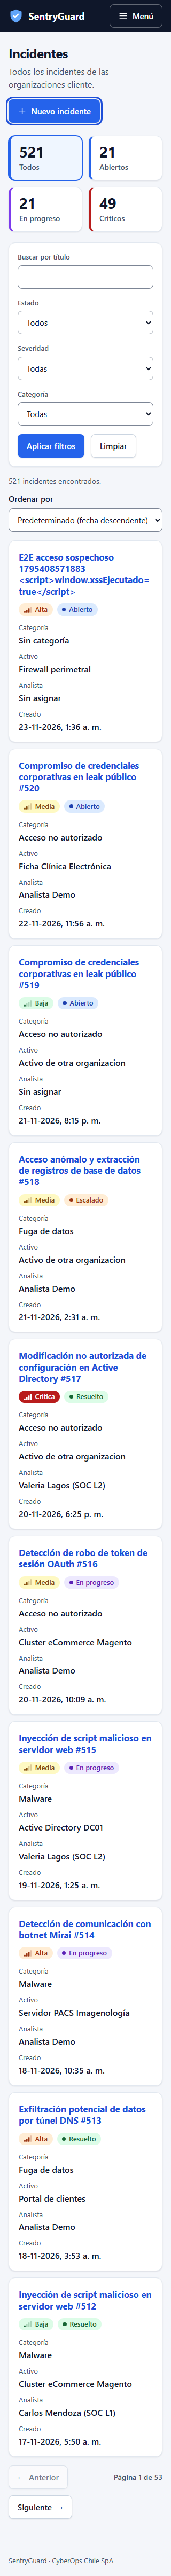 SentryGuard
Menú
Incidentes
Todos los incidentes de las
organizaciones cliente.
+ Nuevo incidente
521
Todos
21
Abiertos
21
En progreso
49
Críticos
Buscar por título
Estado
Todos
Severidad
Todas
Categoría
Todas
Aplicar filtros
Limpiar
521 incidentes encontrados.
Ordenar por
Predeterminado (fecha descendente)
E2E acceso sospechoso
1795408571883
<script>window.xssEjecutado=
true</script>
Alta
Abierto
Categoría
Sin categoría
Activo
Firewall perimetral
Analista
Sin asignar
Creado
23-11-2026, 1:36 a. m.
Compromiso de credenciales
corporativas en leak público
#520
Media
Abierto
Categoría
Acceso no autorizado
Activo
Ficha Clínica Electrónica
Analista
Analista Demo
Creado
22-11-2026, 11:56 a. m.
Compromiso de credenciales
corporativas en leak público
#519
Baja
Abierto
Categoría
Acceso no autorizado
Activo
Activo de otra organizacion
Analista
Sin asignar
Creado
21-11-2026, 8:15 p. m.
Acceso anómalo y extracción
de registros de base de datos
#518
Media
Escalado
Categoría
Fuga de datos
Activo
Activo de otra organizacion
Analista
Analista Demo
Creado
21-11-2026, 2:31 a. m.
Modificación no autorizada de
configuración en Active
Directory #517
Crítica
Resuelto
Categoría
Acceso no autorizado
Activo
Activo de otra organizacion
Analista
Valeria Lagos (SOC L2)
Creado
20-11-2026, 6:25 p. m.
Detección de robo de token de
sesión OAuth #516
Media
En progreso
Categoría
Acceso no autorizado
Activo
Cluster eCommerce Magento
Analista
Analista Demo
Creado
20-11-2026, 10:09 a. m.
Inyección de script malicioso en
servidor web #515
Media
En progreso
Categoría
Malware
Activo
Active Directory DC01
Analista
Valeria Lagos (SOC L2)
Creado
19-11-2026, 1:25 a. m.
Detección de comunicación con
botnet Mirai #514
Alta
En progreso
Categoría
Malware
Activo
Servidor PACS Imagenología
Analista
Analista Demo
Creado
18-11-2026, 10:35 a. m.
Exfiltración potencial de datos
por túnel DNS #513
Alta
Resuelto
Categoría
Fuga de datos
Activo
Portal de clientes
Analista
Analista Demo
Creado
18-11-2026, 3:53 a. m.
Inyección de script malicioso en
servidor web #512
Baja
Resuelto
Categoría
Malware
Activo
Cluster eCommerce Magento
Analista
Carlos Mendoza (SOC L1)
Creado
17-11-2026, 5:50 a. m.
← Anterior
Página 1 de 53
Siguiente →
SentryGuard · CyberOps Chile SpA